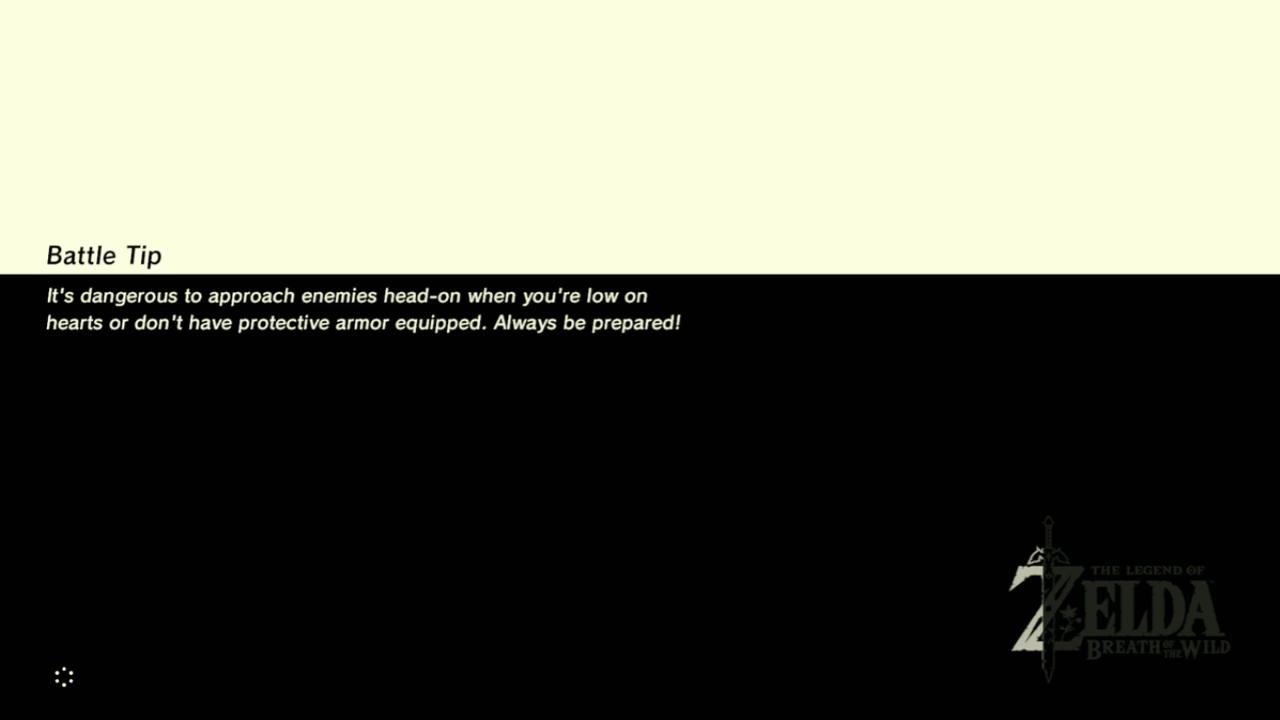 Battle Tip
It's dangerous to approach enemies head-on when you're low on
hearts or don't have protective armor equipped. Always be prepared!
THE LEGEND OF
ZELDA
BREATH OF THE WILD